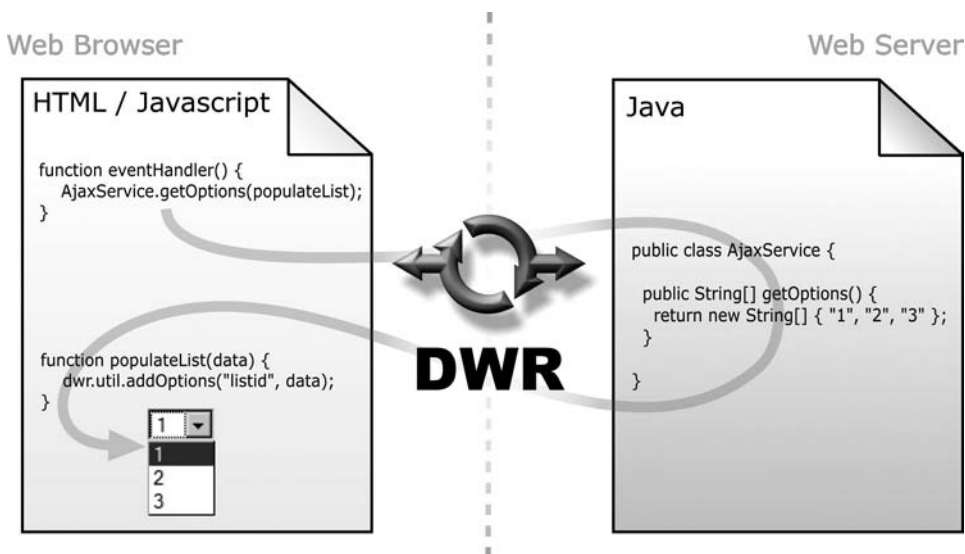 Web Browser
Web Server
HTML / Javascript
function eventHandler() {
AjaxService.getOptions(populateList);
}
function populateList(data) {
dwr.util.addOptions("listid", data);
}
1
1
2
3
DWR
Java
public class AjaxService {
public String[] getOptions() {
return new String[] { "1", "2", "3" };
}
}